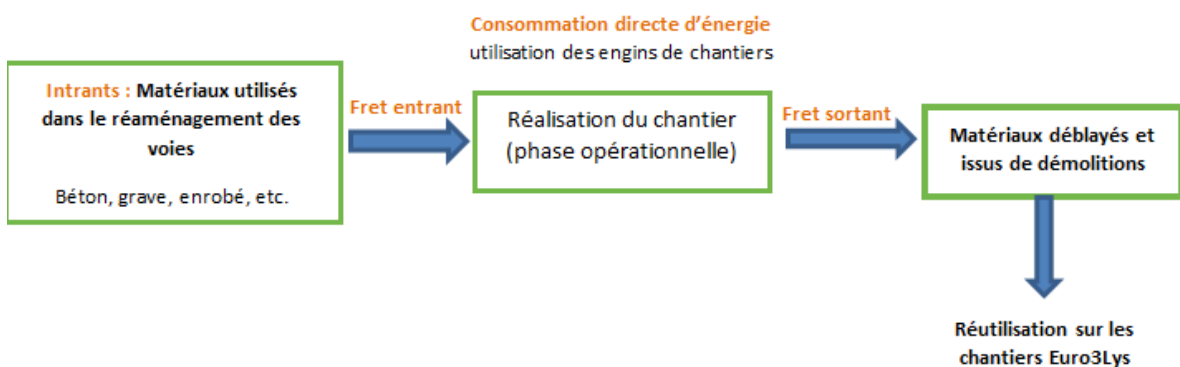 Consommation directe d’énergie
utilisation des engins de chantiers
Intrants : Matériaux utilisés
dans le réaménagement des
voies
Béton, grave, enrobé, etc.
Fret entrant
Réalisation du chantier
(phase opérationnelle)
Fret sortant
Matériaux déblayés et
issus de démolitions
Réutilisation sur les
chantiers Euro3Lys